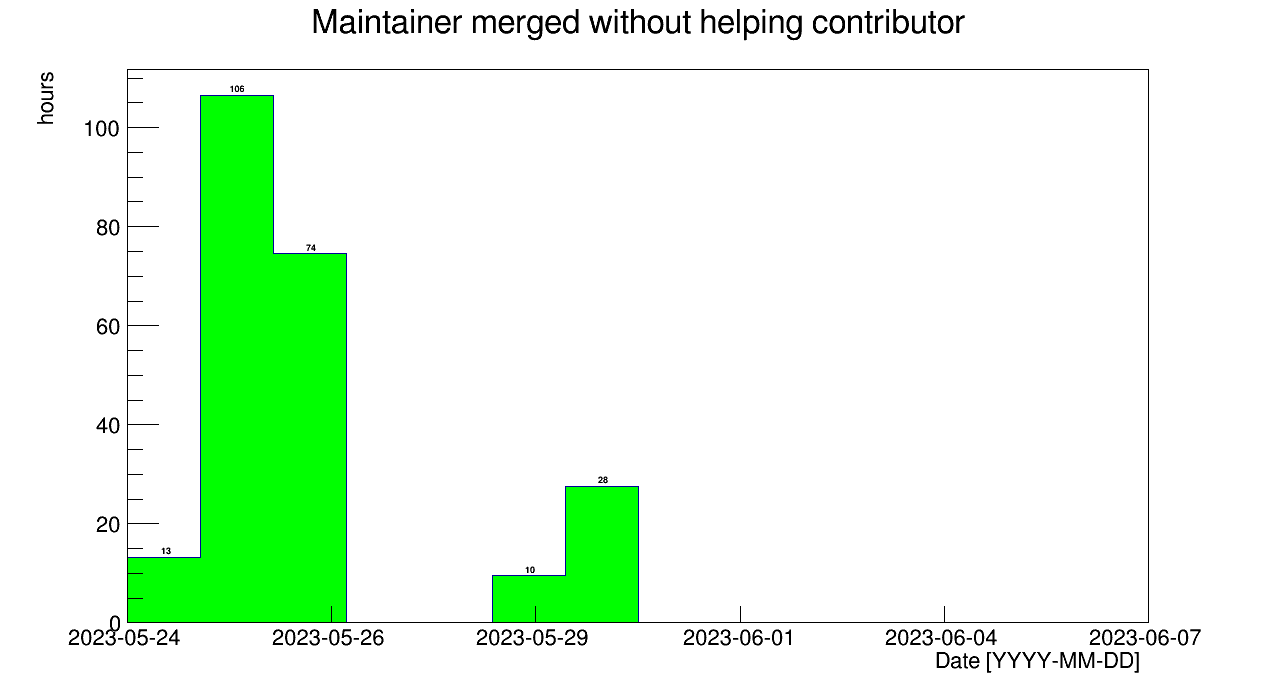 Maintainer merged without helping contributor
hours
100
80
60
40
20
0
106
74
28
13
10
2023-05-24 2023-05-26 2023-05-29 2023-06-01 2023-06-04 2023-06-07
Date [YYYY-MM-DD]